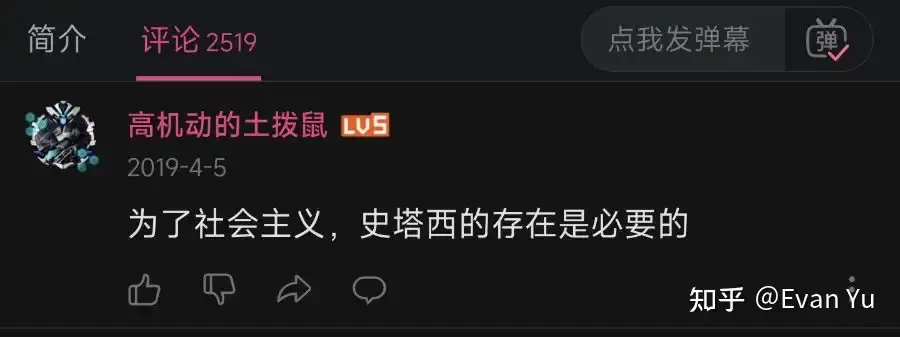 简介 评论 2519 点我发弹幕 弹
高机动的土拨鼠 LV5
2019-4-5
为了社会主义，史塔西的存在是必要的
知乎 @Evan Yu